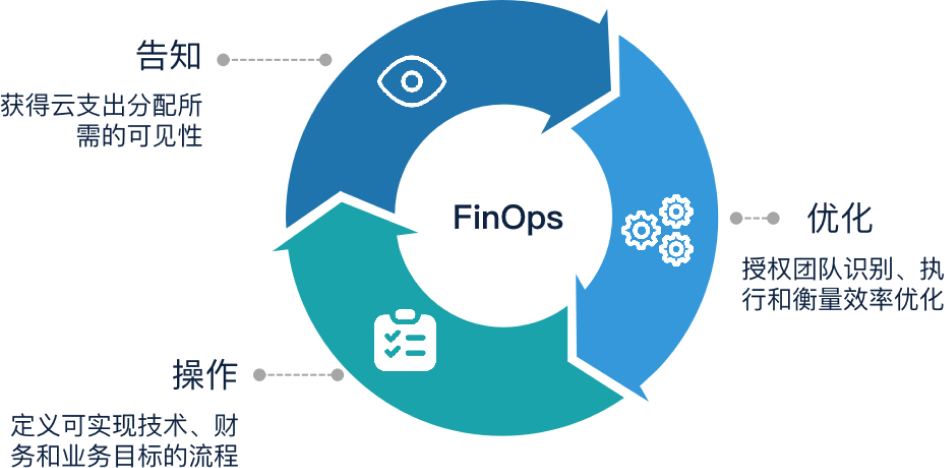 告知
获得云支出分配所
需的可见性
FinOps
优化
授权团队识别、执
行和衡量效率优化
操作
定义可实现技术、财
务和业务目标的流程